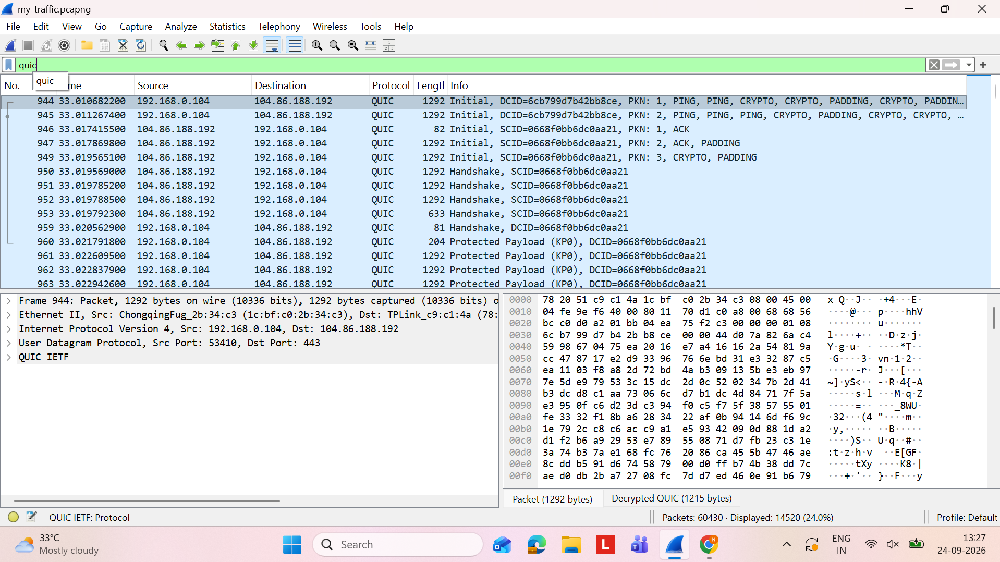 my_traffic.pcapng
File Edit View Go Capture Analyze Statistics Telephony Wireless Tools Help
quic
quic
No. me Source Destination Protocol Lengtl Info
944 33.010682200 192.168.0.104 104.86.188.192 QUIC 1292 Initial, DCID=6cb799d7b42bb8ce, PKN: 1, PING, PING, CRYPTO, CRYPTO, PADDING, CRYPTO, PADDIN…
945 33.011267400 192.168.0.104 104.86.188.192 QUIC 1292 Initial, DCID=6cb799d7b42bb8ce, PKN: 2, PING, PING, PING, CRYPTO, PADDING, CRYPTO, CRYPTO, …
946 33.017415500 104.86.188.192 192.168.0.104 QUIC 82 Initial, SCID=0668f0bb6dc0aa21, PKN: 1, ACK
947 33.017869800 104.86.188.192 192.168.0.104 QUIC 1292 Initial, SCID=0668f0bb6dc0aa21, PKN: 2, ACK, PADDING
949 33.019565100 104.86.188.192 192.168.0.104 QUIC 1292 Initial, SCID=0668f0bb6dc0aa21, PKN: 3, CRYPTO, PADDING
950 33.019569000 104.86.188.192 192.168.0.104 QUIC 1292 Handshake, SCID=0668f0bb6dc0aa21
951 33.019785200 104.86.188.192 192.168.0.104 QUIC 1292 Handshake, SCID=0668f0bb6dc0aa21
952 33.019788500 104.86.188.192 192.168.0.104 QUIC 1292 Handshake, SCID=0668f0bb6dc0aa21
953 33.019792300 104.86.188.192 192.168.0.104 QUIC 633 Handshake, SCID=0668f0bb6dc0aa21
959 33.020562900 192.168.0.104 104.86.188.192 QUIC 81 Handshake, DCID=0668f0bb6dc0aa21
960 33.021791800 192.168.0.104 104.86.188.192 QUIC 204 Protected Payload (KP0), DCID=0668f0bb6dc0aa21
961 33.022609500 192.168.0.104 104.86.188.192 QUIC 1292 Protected Payload (KP0), DCID=0668f0bb6dc0aa21
962 33.022837900 192.168.0.104 104.86.188.192 QUIC 1292 Protected Payload (KP0), DCID=0668f0bb6dc0aa21
963 33.022942600 192.168.0.104 104.86.188.192 QUIC 1292 Protected Payload (KP0), DCID=0668f0bb6dc0aa21
Frame 944: Packet, 1292 bytes on wire (10336 bits), 1292 bytes captured (10336 bits) o
Ethernet II, Src: ChongqingFug_2b:34:c3 (1c:bf:c0:2b:34:c3), Dst: TPLink_c9:c1:4a (78:
Internet Protocol Version 4, Src: 192.168.0.104, Dst: 104.86.188.192
User Datagram Protocol, Src Port: 53410, Dst Port: 443
QUIC IETF
0000 78 20 51 c9 c1 4a 1c bf c0 2b 34 c3 08 00 45 00 x Q··J·· ·+4···E·
0010 04 fe 9e f6 40 00 80 11 70 d1 c0 a8 00 68 68 56 ····@··· p····hhV
0020 bc c0 d0 a2 01 bb 04 ea 75 f2 c3 00 00 00 01 08 ········ u·······
0030 6c b7 99 d7 b4 2b b8 ce 00 00 44 d0 7a 82 6a c4 l····+·· ··D·z·j·
0040 59 98 67 04 75 ea 20 16 e7 a4 16 16 2a 54 81 9a Y·g·u· · ····*T··
0050 cc 47 87 17 e2 d9 33 96 76 6e bd 31 e3 32 87 c5 ·G····3· vn·1·2··
0060 ea 11 03 f8 a8 2d 72 bd 4a b3 09 13 5b e3 eb 97 ·····-r· J···[···
0070 7e 5d e9 79 53 3c 15 dc 2d 0c 52 02 34 7b 2d 41 ~]·yS<·· -·R·4{-A
0080 b3 dc d8 c1 aa 73 06 6c d7 b1 dc 4d 84 71 7f 5a ·····s·l ···M·q·Z
0090 e3 95 0f c6 d2 3d c3 94 f0 c5 f7 5f 38 57 55 01 ·····=·· ···_8WU·
00a0 fe 33 32 f1 8b a6 28 34 22 af 0b 94 14 6d f6 9c ·32···(4 "····m··
00b0 1e 79 2c c8 c6 ac c9 a1 e5 93 42 09 0d 88 1d a2 ·y,····· ··B·····
00c0 d1 f2 b6 a9 29 53 e7 89 55 08 71 d7 fb 23 c3 1e ····)S·· U·q··#··
00d0 3a 74 b3 7a e1 68 fc 76 20 86 ca 45 5b 47 46 ae :t·z·h·v ··E[GF·
00e0 8c dd b5 91 d6 74 58 79 00 d0 ff b7 4b 38 dd 7c ·····tXy ····K8·|
00f0 ae d0 db 2b a7 27 08 fc 7d d7 ed 46 0e 91 b6 79 ···+·'·· }··F···y
Packet (1292 bytes) Decrypted QUIC (1215 bytes)
QUIC IETF: Protocol Packets: 60430 · Displayed: 14520 (24.0%) Profile: Default
33°C
Mostly cloudy
Search
L
T
N
ENG
IN
13:27
24-09-2026